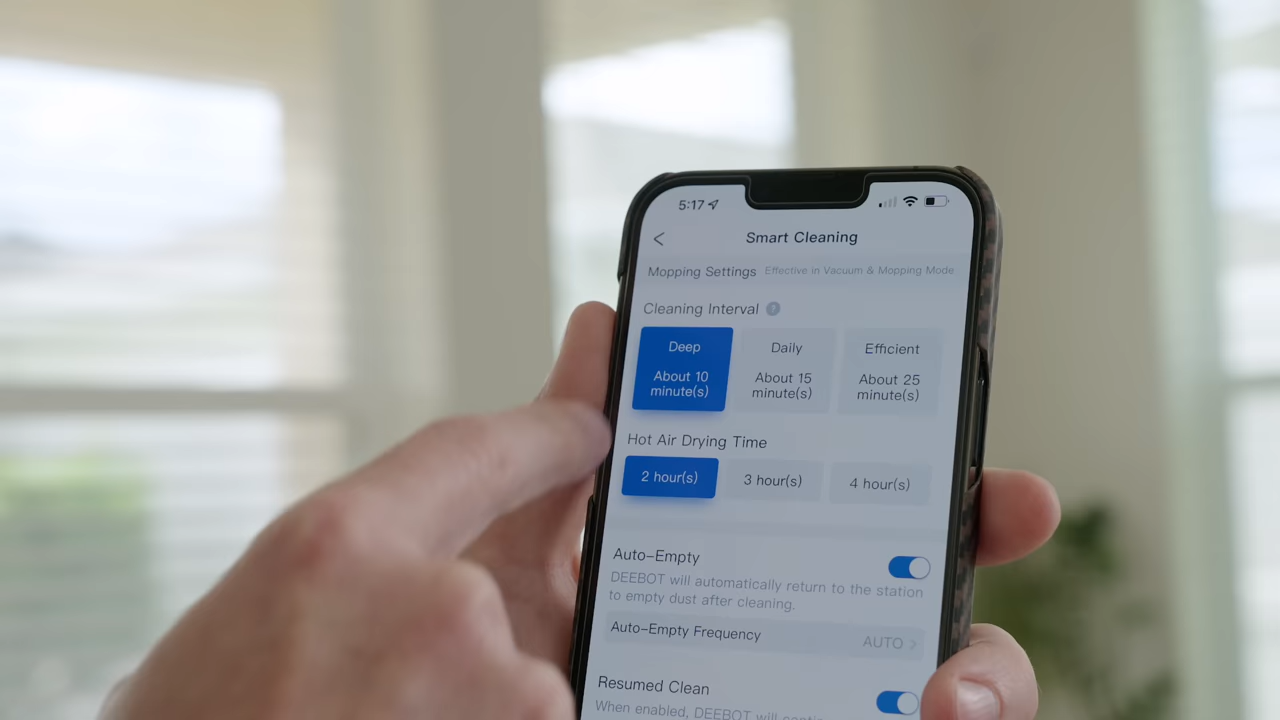 5:17
Smart Cleaning
Mopping Settings Effective in Vacuum & Mopping Mode
Cleaning Interval
Deep
About 10
minute(s)
Daily
About 15
minute(s)
Efficient
About 25
minute(s)
Hot Air Drying Time
2 hour(s) 3 hour(s) 4 hour(s)
Auto-Empty
DEEBOT will automatically return to the station
to empty dust after cleaning.
Auto-Empty Frequency AUTO >
Resumed Clean
When enabled, DEEBOT will